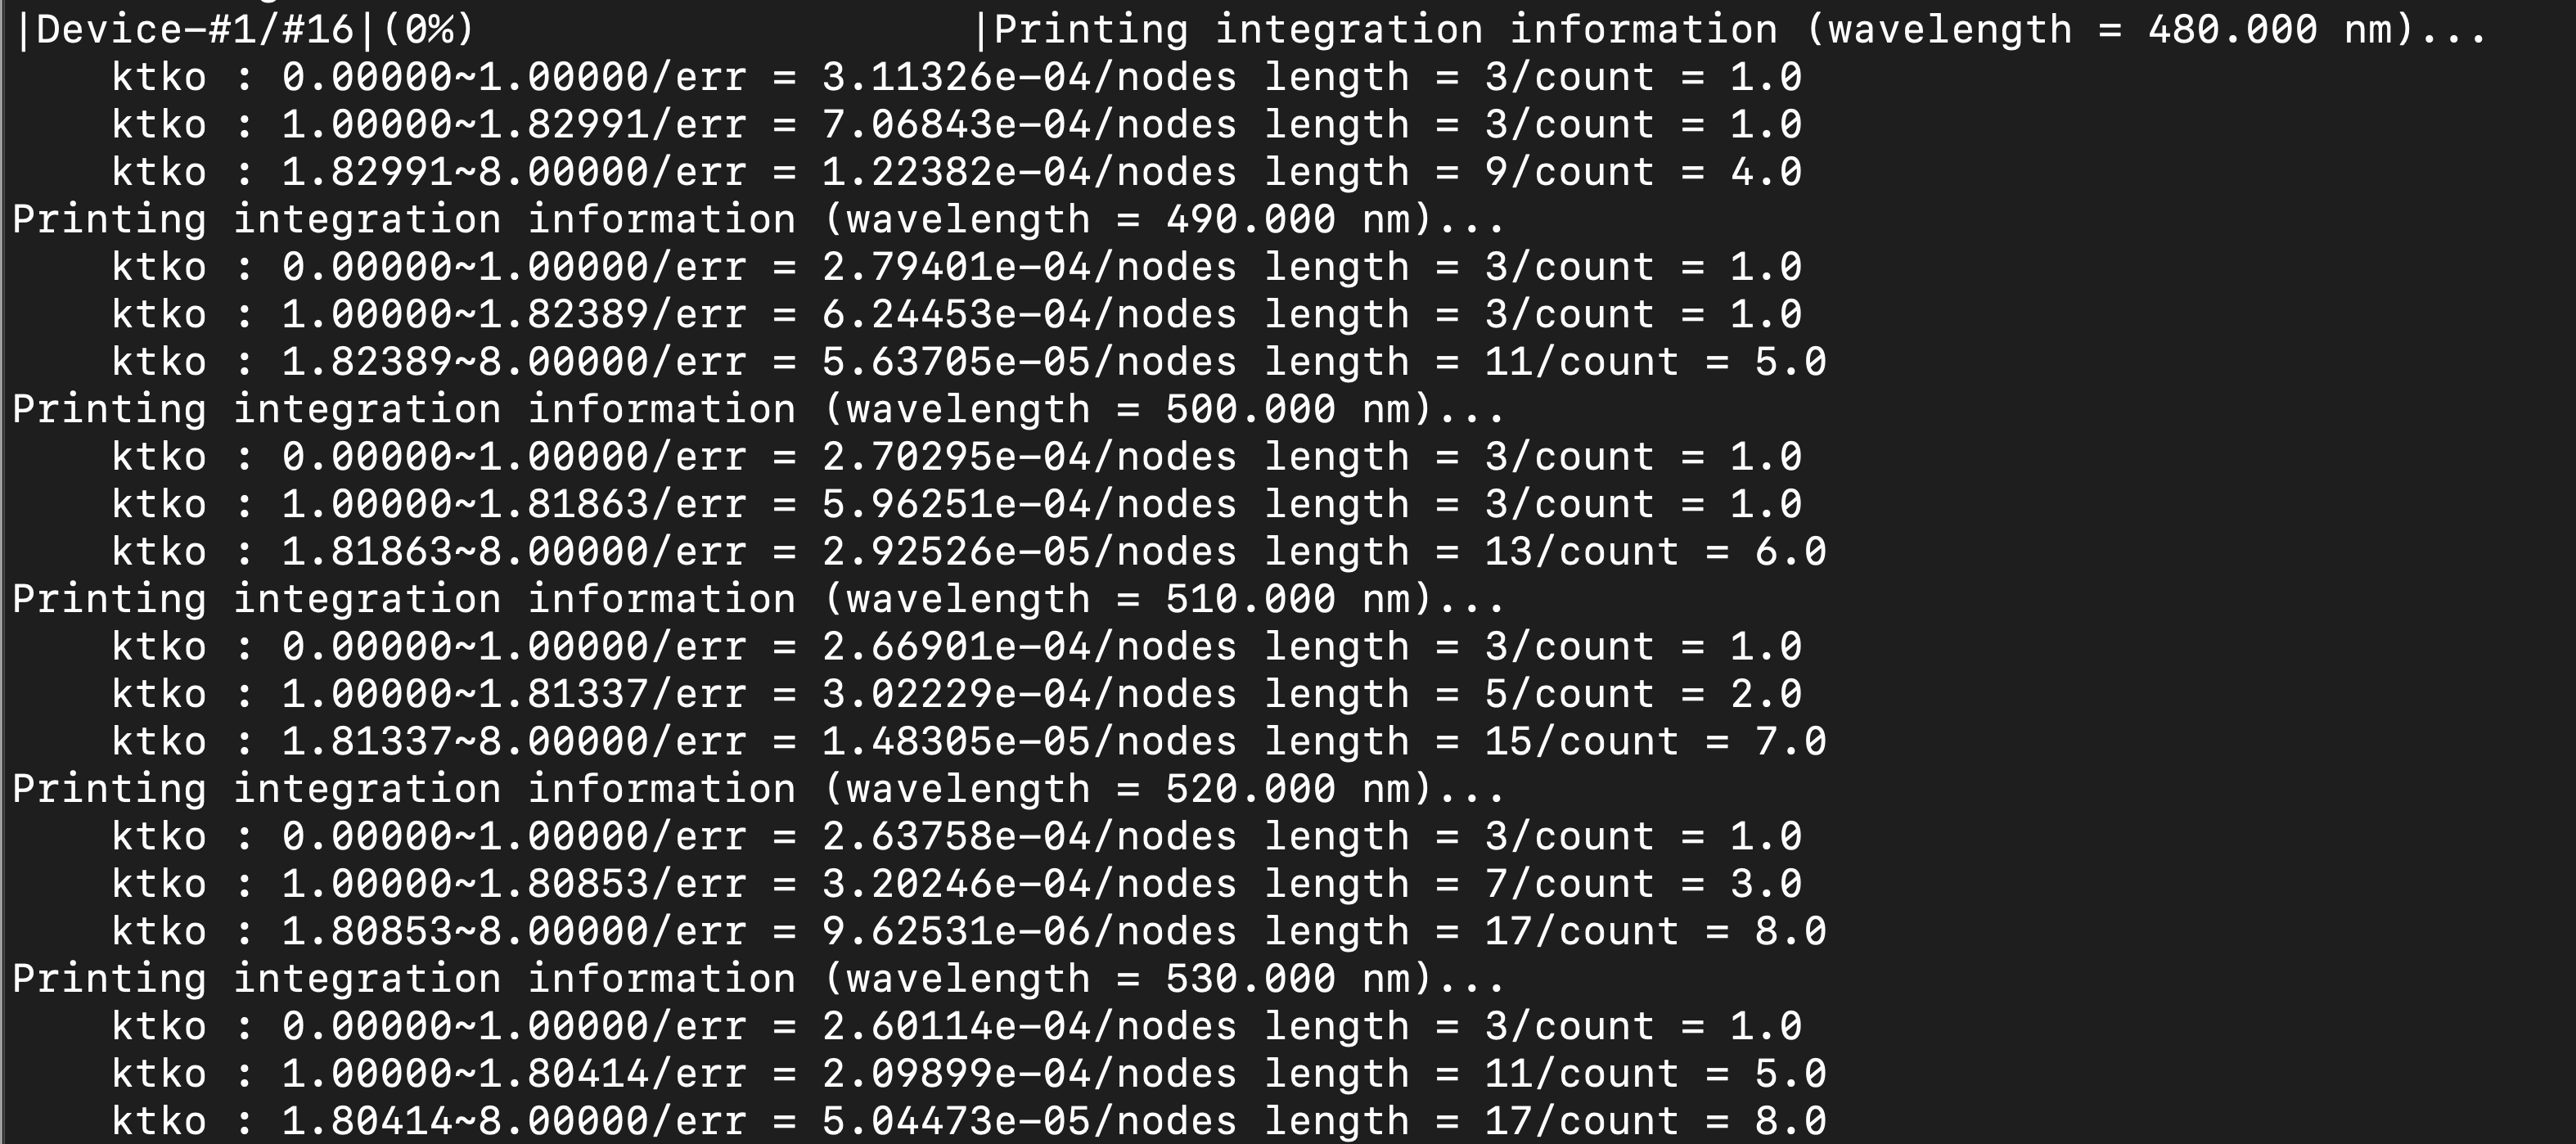 |Device-#1/#16|(0%)                    |Printing integration information (wavelength = 480.000 nm)...
    ktko : 0.00000~1.00000/err = 3.11326e-04/nodes length = 3/count = 1.0
    ktko : 1.00000~1.82991/err = 7.06843e-04/nodes length = 3/count = 1.0
    ktko : 1.82991~8.00000/err = 1.22382e-04/nodes length = 9/count = 4.0
Printing integration information (wavelength = 490.000 nm)...
    ktko : 0.00000~1.00000/err = 2.79401e-04/nodes length = 3/count = 1.0
    ktko : 1.00000~1.82389/err = 6.24453e-04/nodes length = 3/count = 1.0
    ktko : 1.82389~8.00000/err = 5.63705e-05/nodes length = 11/count = 5.0
Printing integration information (wavelength = 500.000 nm)...
    ktko : 0.00000~1.00000/err = 2.70295e-04/nodes length = 3/count = 1.0
    ktko : 1.00000~1.81863/err = 5.96251e-04/nodes length = 3/count = 1.0
    ktko : 1.81863~8.00000/err = 2.92526e-05/nodes length = 13/count = 6.0
Printing integration information (wavelength = 510.000 nm)...
    ktko : 0.00000~1.00000/err = 2.66901e-04/nodes length = 3/count = 1.0
    ktko : 1.00000~1.81337/err = 3.02229e-04/nodes length = 5/count = 2.0
    ktko : 1.81337~8.00000/err = 1.48305e-05/nodes length = 15/count = 7.0
Printing integration information (wavelength = 520.000 nm)...
    ktko : 0.00000~1.00000/err = 2.63758e-04/nodes length = 3/count = 1.0
    ktko : 1.00000~1.80853/err = 3.20246e-04/nodes length = 7/count = 3.0
    ktko : 1.80853~8.00000/err = 9.62531e-06/nodes length = 17/count = 8.0
Printing integration information (wavelength = 530.000 nm)...
    ktko : 0.00000~1.00000/err = 2.60114e-04/nodes length = 3/count = 1.0
    ktko : 1.00000~1.80414/err = 2.09899e-04/nodes length = 11/count = 5.0
    ktko : 1.80414~8.00000/err = 5.04473e-05/nodes length = 17/count = 8.0